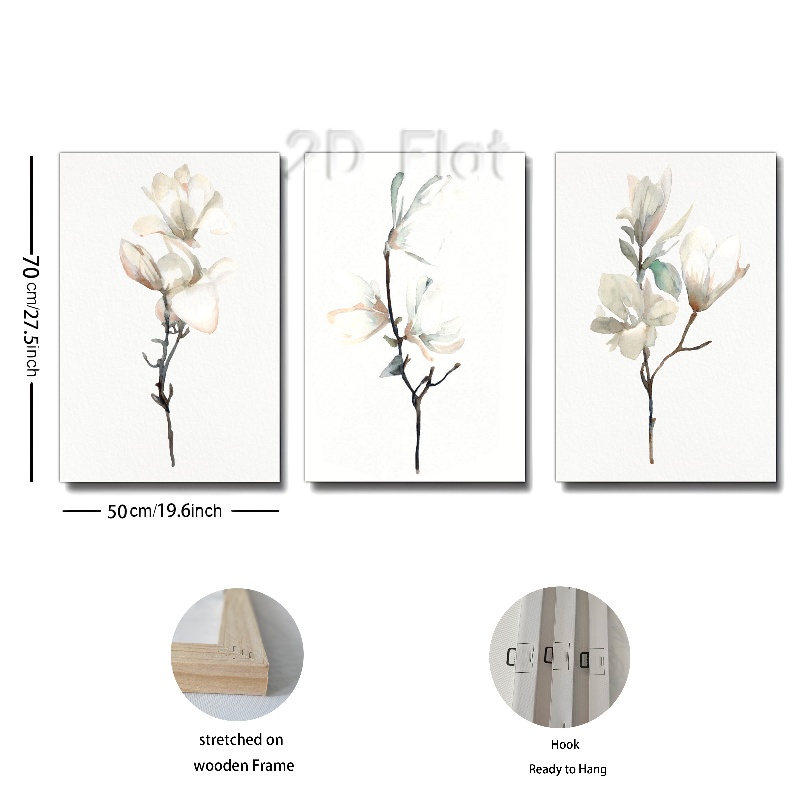 2D Flat
70 cm/27.5inch
50cm/19.6inch
stretched on
wooden Frame
Hook
Ready to Hang